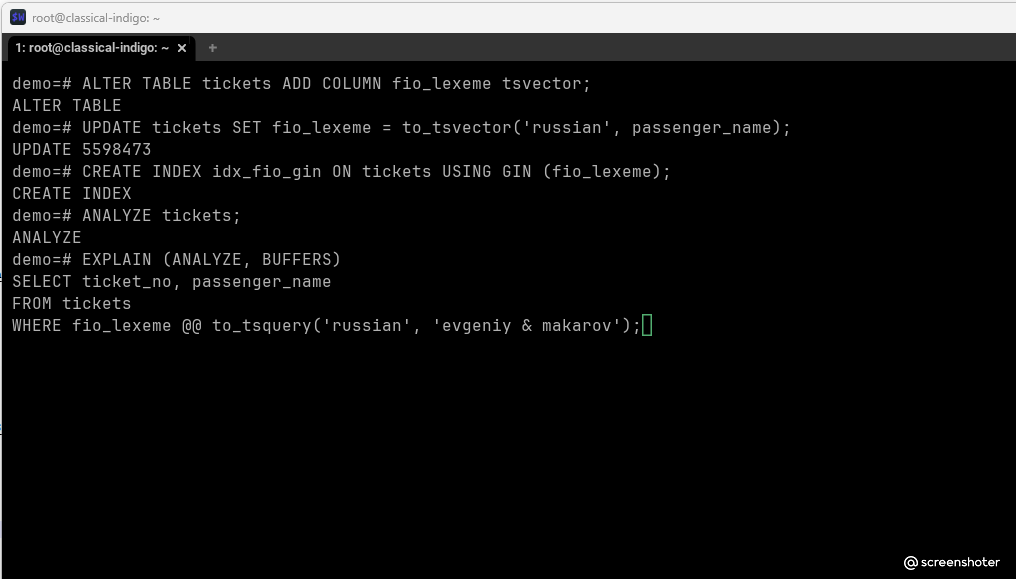 $W root@classical-indigo: ~
1: root@classical-indigo: ~ × +
demo=# ALTER TABLE tickets ADD COLUMN fio_lexeme tsvector;
ALTER TABLE
demo=# UPDATE tickets SET fio_lexeme = to_tsvector('russian', passenger_name);
UPDATE 5598473
demo=# CREATE INDEX idx_fio_gin ON tickets USING GIN (fio_lexeme);
CREATE INDEX
demo=# ANALYZE tickets;
ANALYZE
demo=# EXPLAIN (ANALYZE, BUFFERS)
SELECT ticket_no, passenger_name
FROM tickets
WHERE fio_lexeme @@ to_tsquery('russian', 'evgeniy & makarov');
@screenshoter